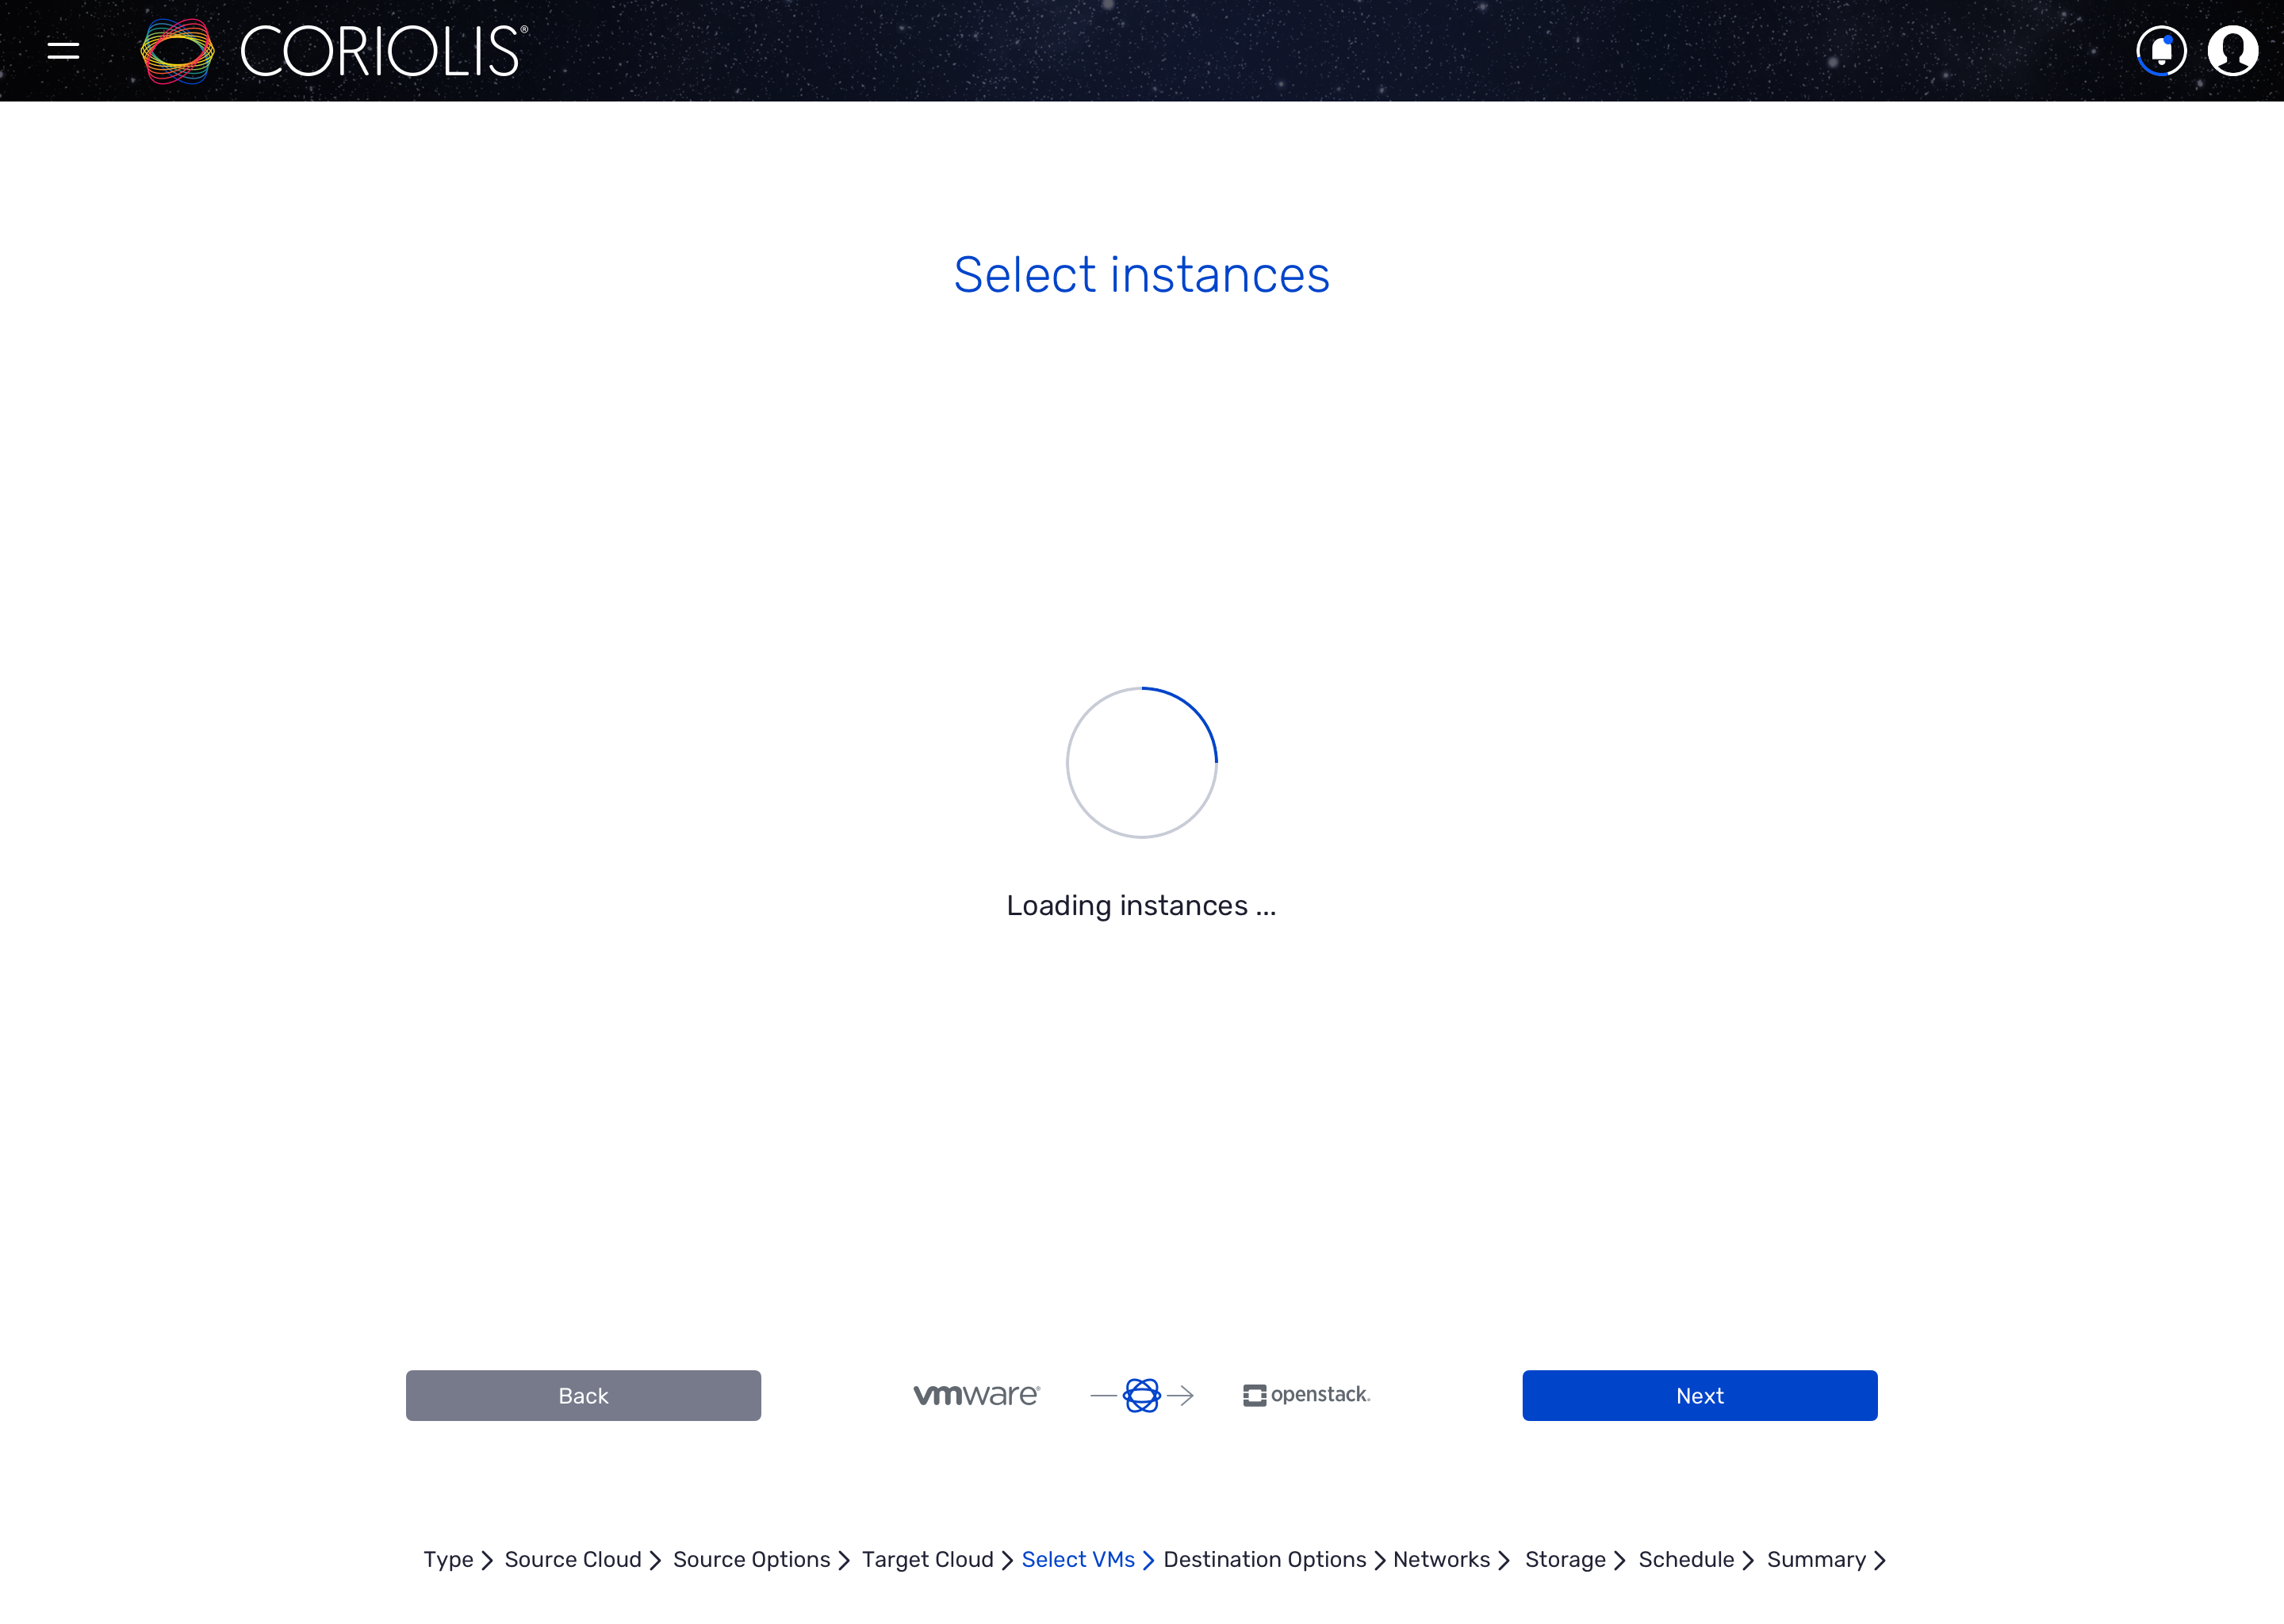 CORIOLIS®
Select instances
Loading instances ...
Back
vmware®
openstack.
Next
Type Source Cloud Source Options Target Cloud Select VMs Destination Options Networks Storage Schedule Summary